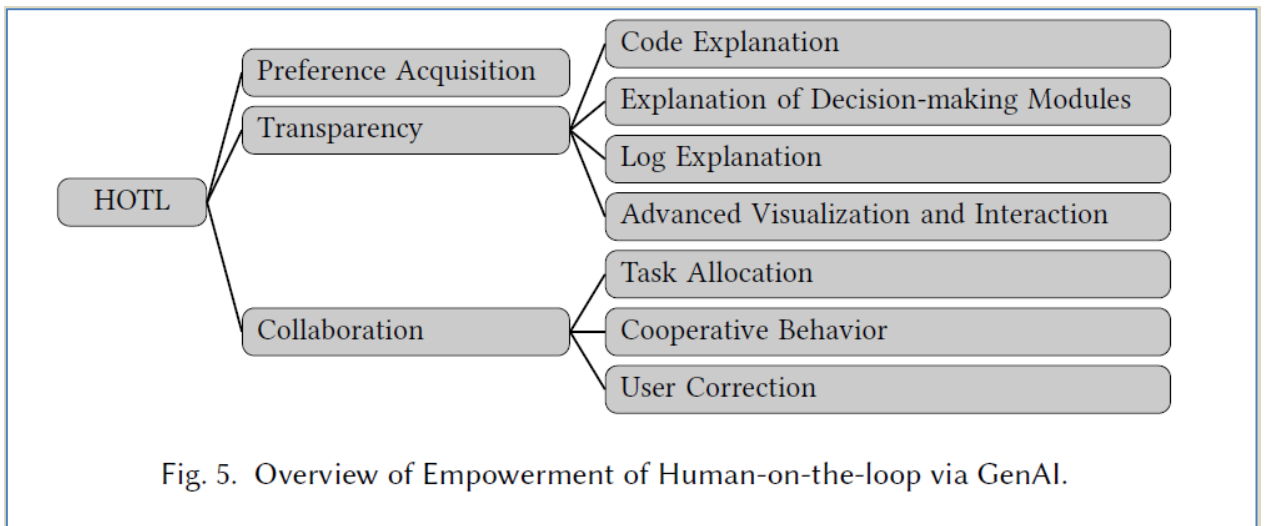 HOTL
Preference Acquisition
Transparency
Code Explanation
Explanation of Decision-making Modules
Log Explanation
Advanced Visualization and Interaction
Collaboration
Task Allocation
Cooperative Behavior
User Correction
Fig. 5. Overview of Empowerment of Human-on-the-loop via GenAI.